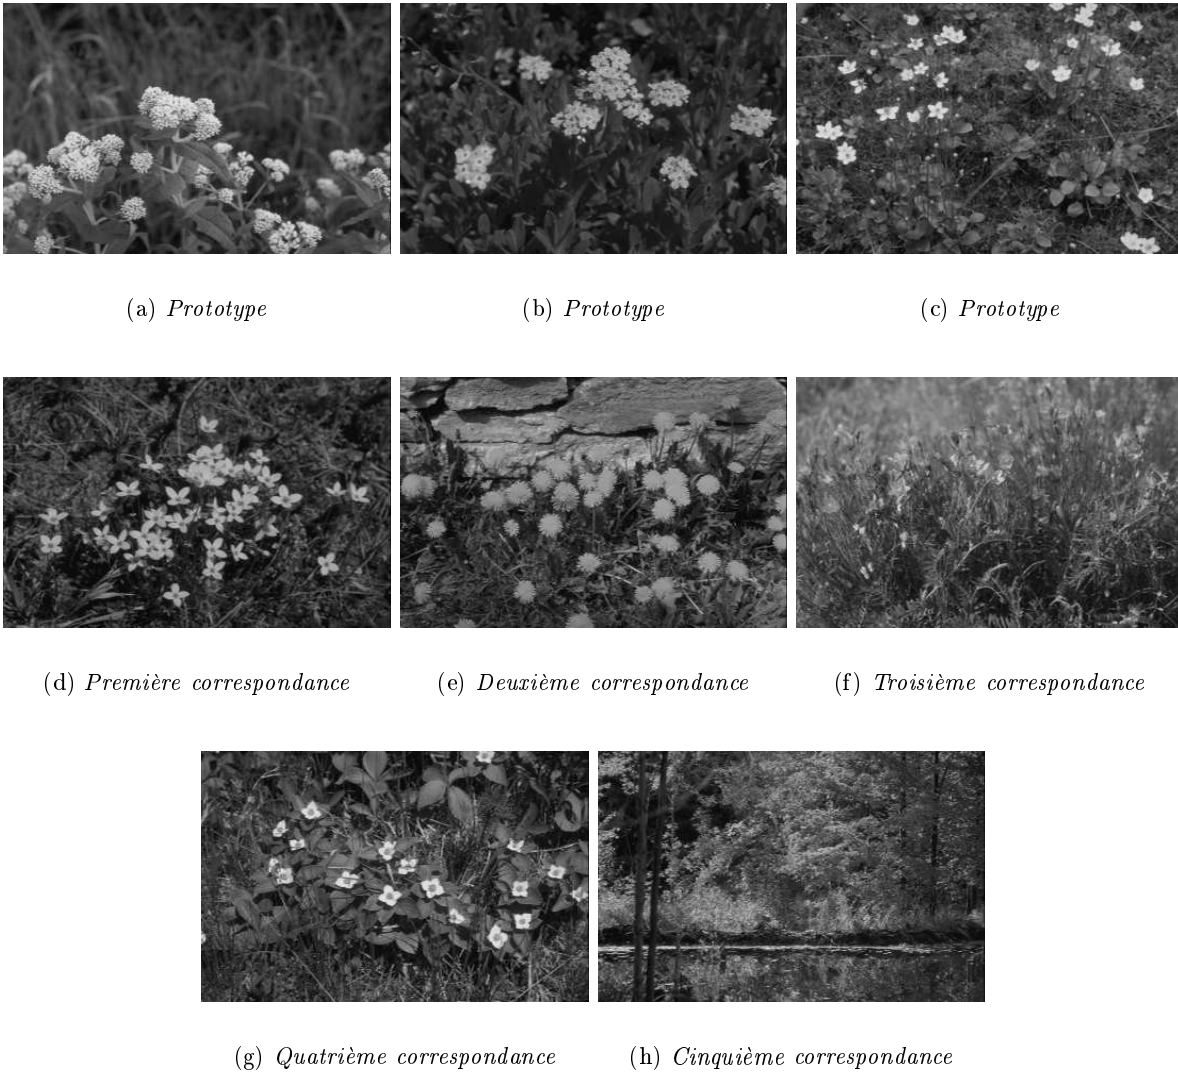 (a) Prototype
(b) Prototype
(c) Prototype
(d) Première correspondance
(e) Deuxième correspondance
(f) Troisième correspondance
(g) Quatrième correspondance
(h) Cinquième correspondance